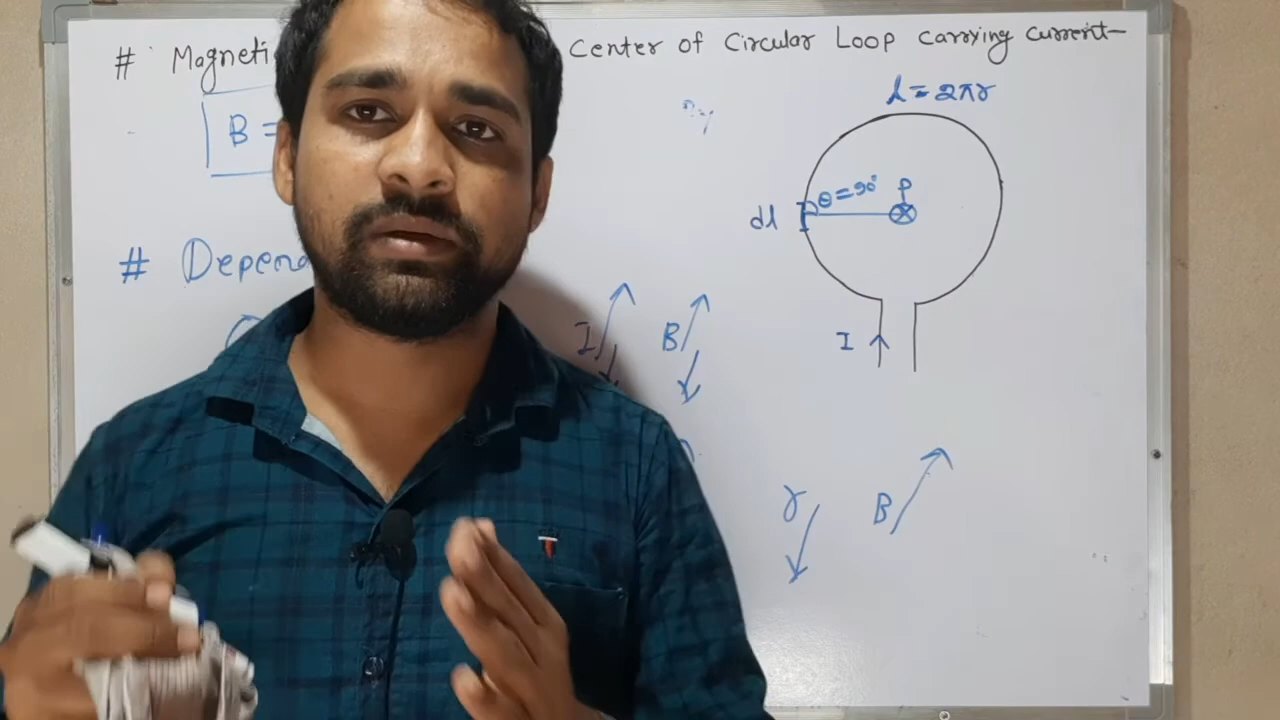 # Magneti Center of Circular Loop carrying current-
l = 2πr
B =
θ = 90° P
dl
# Depend
I B
I
r B